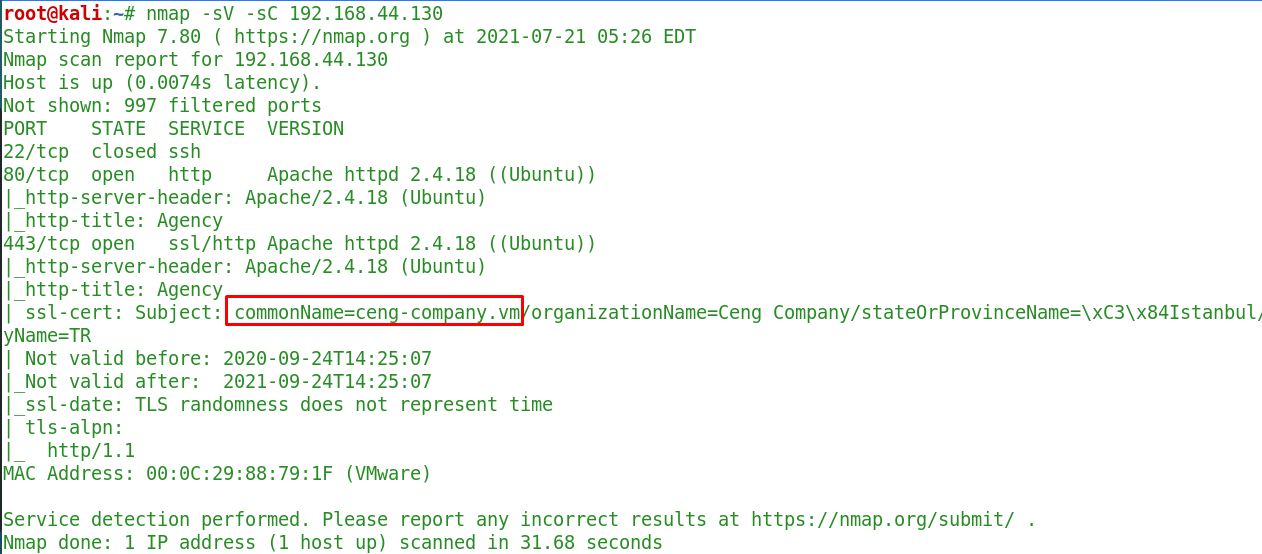 root@kali:~# nmap -sV -sC 192.168.44.130
Starting Nmap 7.80 ( https://nmap.org ) at 2021-07-21 05:26 EDT
Nmap scan report for 192.168.44.130
Host is up (0.0074s latency).
Not shown: 997 filtered ports
PORT    STATE  SERVICE  VERSION
22/tcp  closed ssh
80/tcp  open   http     Apache httpd 2.4.18 ((Ubuntu))
|_http-server-header: Apache/2.4.18 (Ubuntu)
|_http-title: Agency
443/tcp open   ssl/http Apache httpd 2.4.18 ((Ubuntu))
|_http-server-header: Apache/2.4.18 (Ubuntu)
|_http-title: Agency
| ssl-cert: Subject: commonName=ceng-company.vm/organizationName=Ceng Company/stateOrProvinceName=\xC3\x84Istanbul/
yName=TR
| Not valid before: 2020-09-24T14:25:07
|_Not valid after:  2021-09-24T14:25:07
|_ssl-date: TLS randomness does not represent time
| tls-alpn:
|_  http/1.1
MAC Address: 00:0C:29:88:79:1F (VMware)
Service detection performed. Please report any incorrect results at https://nmap.org/submit/ .
Nmap done: 1 IP address (1 host up) scanned in 31.68 seconds